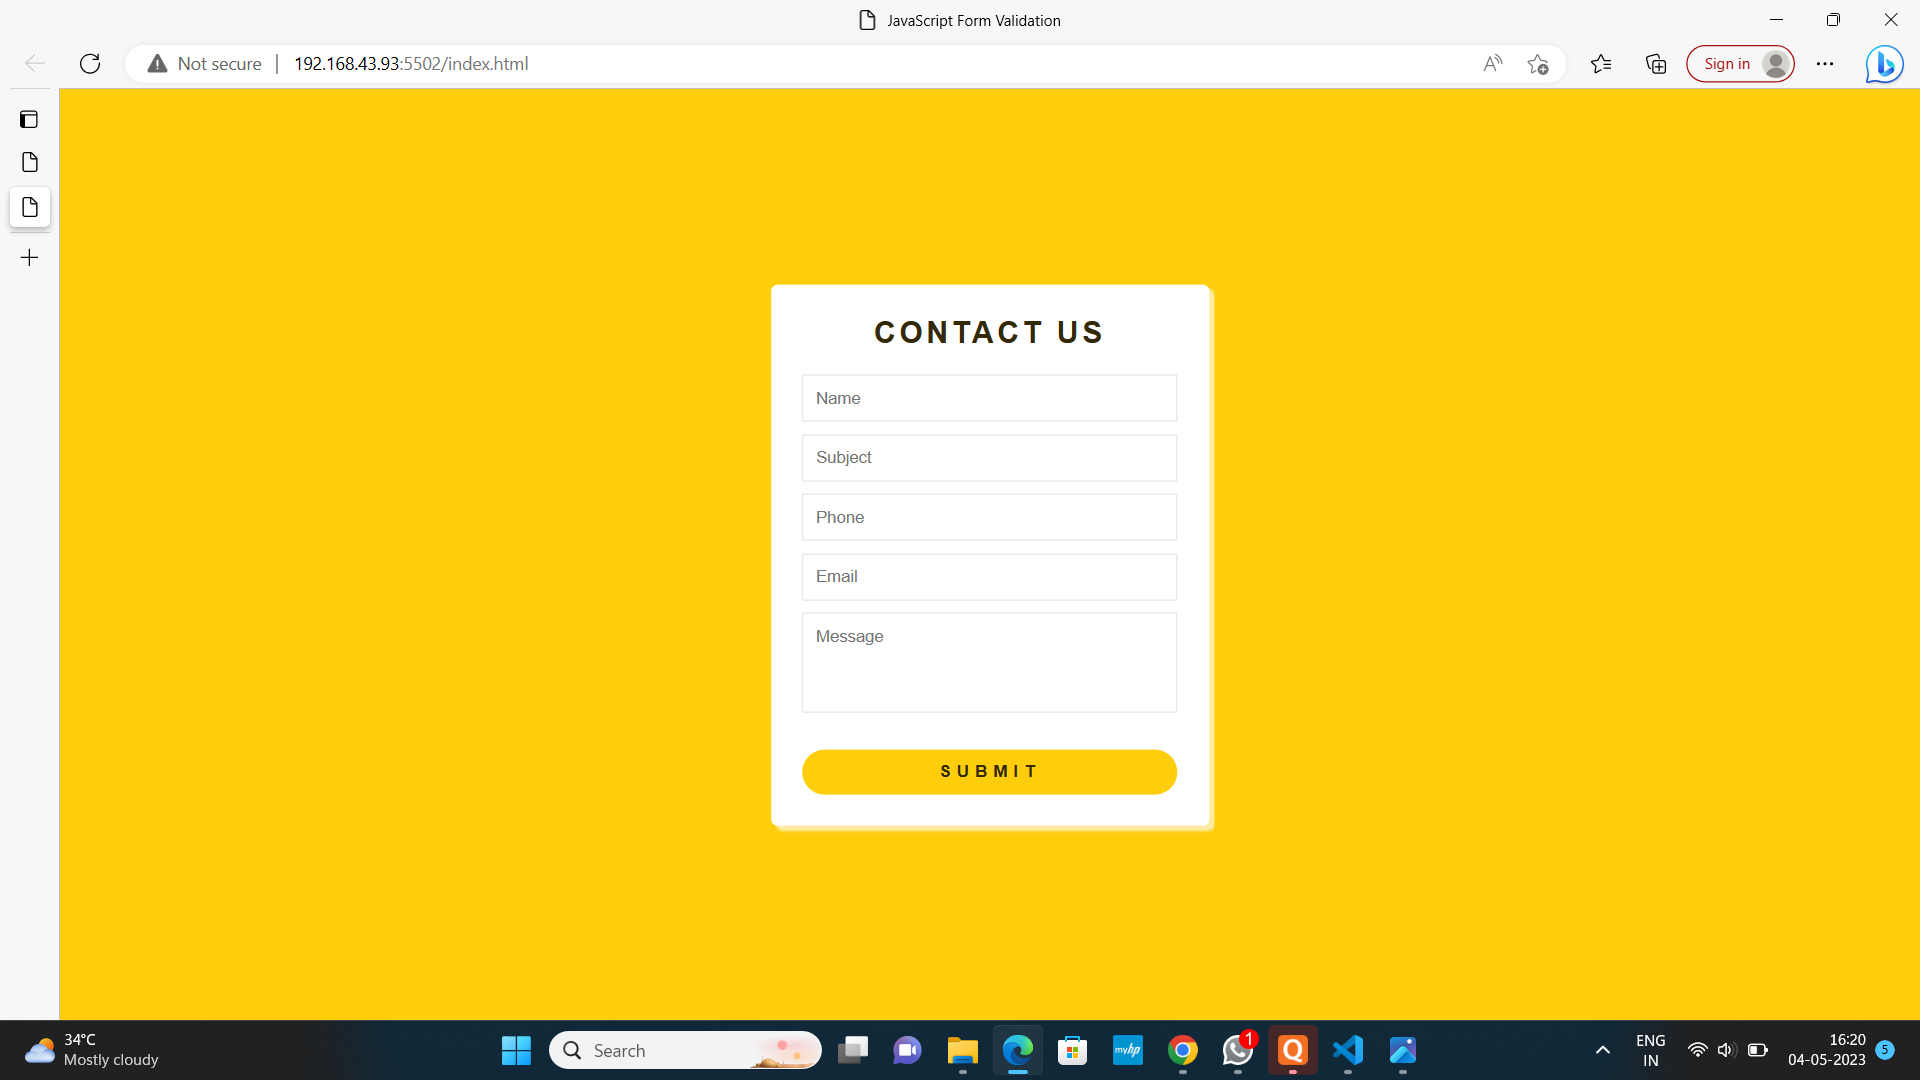 JavaScript Form Validation
Not secure
192.168.43.93:5502/index.html
A
Sign in
CONTACT US
Name
Subject
Phone
Email
Message
SUBMIT
34°C
Mostly cloudy
Search
myhp
1
Q
ENG
IN
16:20
04-05-2023
5